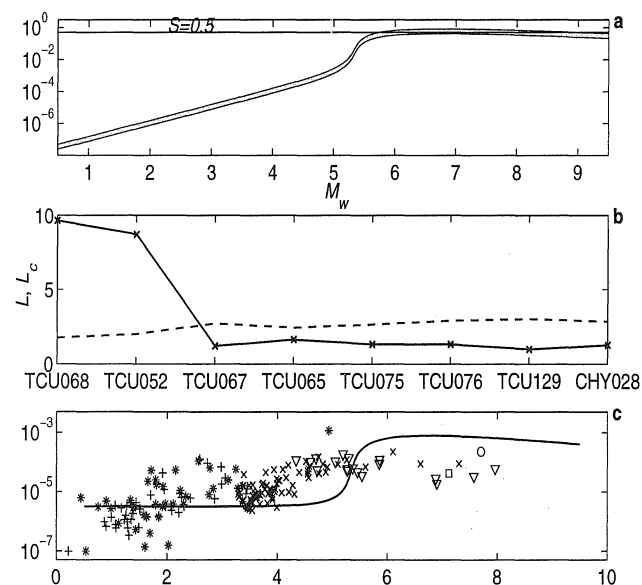 10^0
S=0.5
a
10^-2
10^-4
10^-6
1 2 3 4 5 6 7 8 9
M_w
10
b
5
L, L_c
0
TCU068 TCU052 TCU067 TCU065 TCU075 TCU076 TCU129 CHY028
c
10^-3
10^-5
10^-7
0 2 4 6 8 10